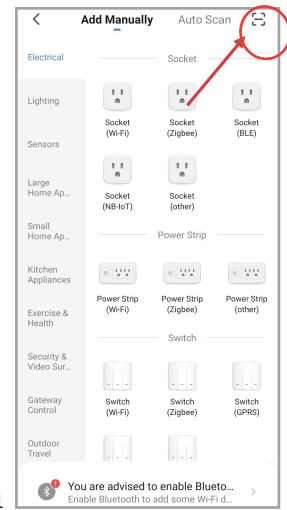 Add Manually Auto Scan
Electrical
Socket
Lighting
Socket
(Wi-Fi)
Socket
(Zigbee)
Socket
(BLE)
Sensors
Large
Home Ap...
Socket
(NB-IoT)
Socket
(other)
Small
Home Ap...
Power Strip
Kitchen
Appliances
Power Strip
(Wi-Fi)
Power Strip
(Zigbee)
Power Strip
(other)
Exercise &
Health
Switch
Security &
Video Sur...
Gateway
Control
Switch
(Wi-Fi)
Switch
(Zigbee)
Switch
(GPRS)
Outdoor
Travel
You are advised to enable Blueto...
Enable Bluetooth to add some Wi-Fi d...